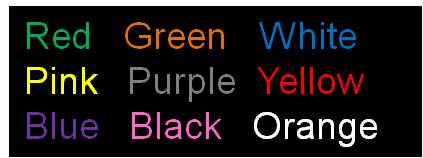 Red Green White
Pink Purple Yellow
Blue Black Orange